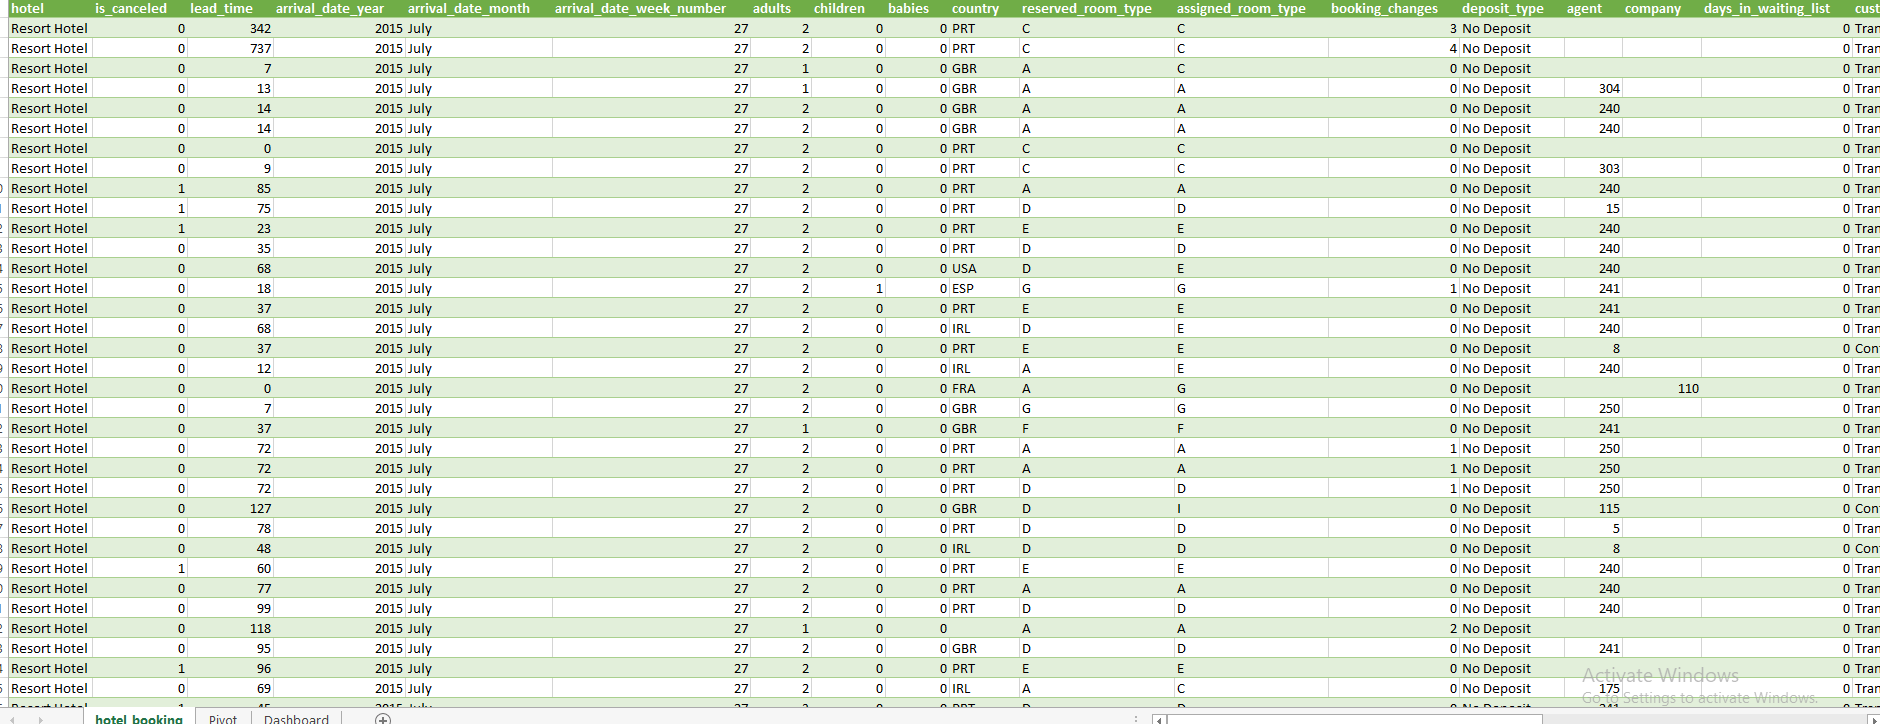 hotel is_canceled lead_time arrival_date_year arrival_date_month arrival_date_week_number adults children babies country reserved_room_type assigned_room_type booking_changes deposit_type agent company days_in_waiting_list cust
Resort Hotel 0 342 2015 July 27 2 0 0 PRT C C 3 No Deposit 0 Tran
Resort Hotel 0 737 2015 July 27 2 0 0 PRT C C 4 No Deposit 0 Tran
Resort Hotel 0 7 2015 July 27 1 0 0 GBR A C 0 No Deposit 0 Tran
Resort Hotel 0 13 2015 July 27 1 0 0 GBR A A 0 No Deposit 304 0 Tran
Resort Hotel 0 14 2015 July 27 2 0 0 GBR A A 0 No Deposit 240 0 Tran
Resort Hotel 0 14 2015 July 27 2 0 0 GBR A A 0 No Deposit 240 0 Tran
Resort Hotel 0 0 2015 July 27 2 0 0 PRT C C 0 No Deposit 0 Tran
Resort Hotel 0 9 2015 July 27 2 0 0 PRT C C 0 No Deposit 303 0 Tran
Resort Hotel 1 85 2015 July 27 2 0 0 PRT A A 0 No Deposit 240 0 Tran
Resort Hotel 1 75 2015 July 27 2 0 0 PRT D D 0 No Deposit 15 0 Tran
Resort Hotel 1 23 2015 July 27 2 0 0 PRT E E 0 No Deposit 240 0 Tran
Resort Hotel 0 35 2015 July 27 2 0 0 PRT D D 0 No Deposit 240 0 Tran
Resort Hotel 0 68 2015 July 27 2 0 0 USA D E 0 No Deposit 240 0 Tran
Resort Hotel 0 18 2015 July 27 2 1 0 ESP G G 1 No Deposit 241 0 Tran
Resort Hotel 0 37 2015 July 27 2 0 0 PRT E E 0 No Deposit 241 0 Tran
Resort Hotel 0 68 2015 July 27 2 0 0 IRL D E 0 No Deposit 240 0 Tran
Resort Hotel 0 37 2015 July 27 2 0 0 PRT E E 0 No Deposit 8 0 Con
Resort Hotel 0 12 2015 July 27 2 0 0 IRL A E 0 No Deposit 240 0 Tran
Resort Hotel 0 0 2015 July 27 2 0 0 FRA A G 0 No Deposit 110 0 Tran
Resort Hotel 0 7 2015 July 27 2 0 0 GBR G G 0 No Deposit 250 0 Tran
Resort Hotel 0 37 2015 July 27 1 0 0 GBR F F 0 No Deposit 241 0 Tran
Resort Hotel 0 72 2015 July 27 2 0 0 PRT A A 1 No Deposit 250 0 Tran
Resort Hotel 0 72 2015 July 27 2 0 0 PRT A A 1 No Deposit 250 0 Tran
Resort Hotel 0 72 2015 July 27 2 0 0 PRT D D 1 No Deposit 250 0 Tran
Resort Hotel 0 127 2015 July 27 2 0 0 GBR D I 0 No Deposit 115 0 Con
Resort Hotel 0 78 2015 July 27 2 0 0 PRT D D 0 No Deposit 5 0 Tran
Resort Hotel 0 48 2015 July 27 2 0 0 IRL D D 0 No Deposit 8 0 Con
Resort Hotel 1 60 2015 July 27 2 0 0 PRT E E 0 No Deposit 240 0 Tran
Resort Hotel 0 77 2015 July 27 2 0 0 PRT A A 0 No Deposit 240 0 Tran
Resort Hotel 0 99 2015 July 27 2 0 0 PRT D D 0 No Deposit 240 0 Tran
Resort Hotel 0 118 2015 July 27 1 0 0 A A 2 No Deposit 0 Tran
Resort Hotel 0 95 2015 July 27 2 0 0 GBR D D 0 No Deposit 241 0 Tran
Resort Hotel 1 96 2015 July 27 2 0 0 PRT E E 0 No Deposit 0 Tran
Resort Hotel 0 69 2015 July 27 2 0 0 IRL A C 0 No Deposit 175 0 Tran
Activate Windows
Go to Settings to activate Windows.
hotel_booking Pivot Dashboard